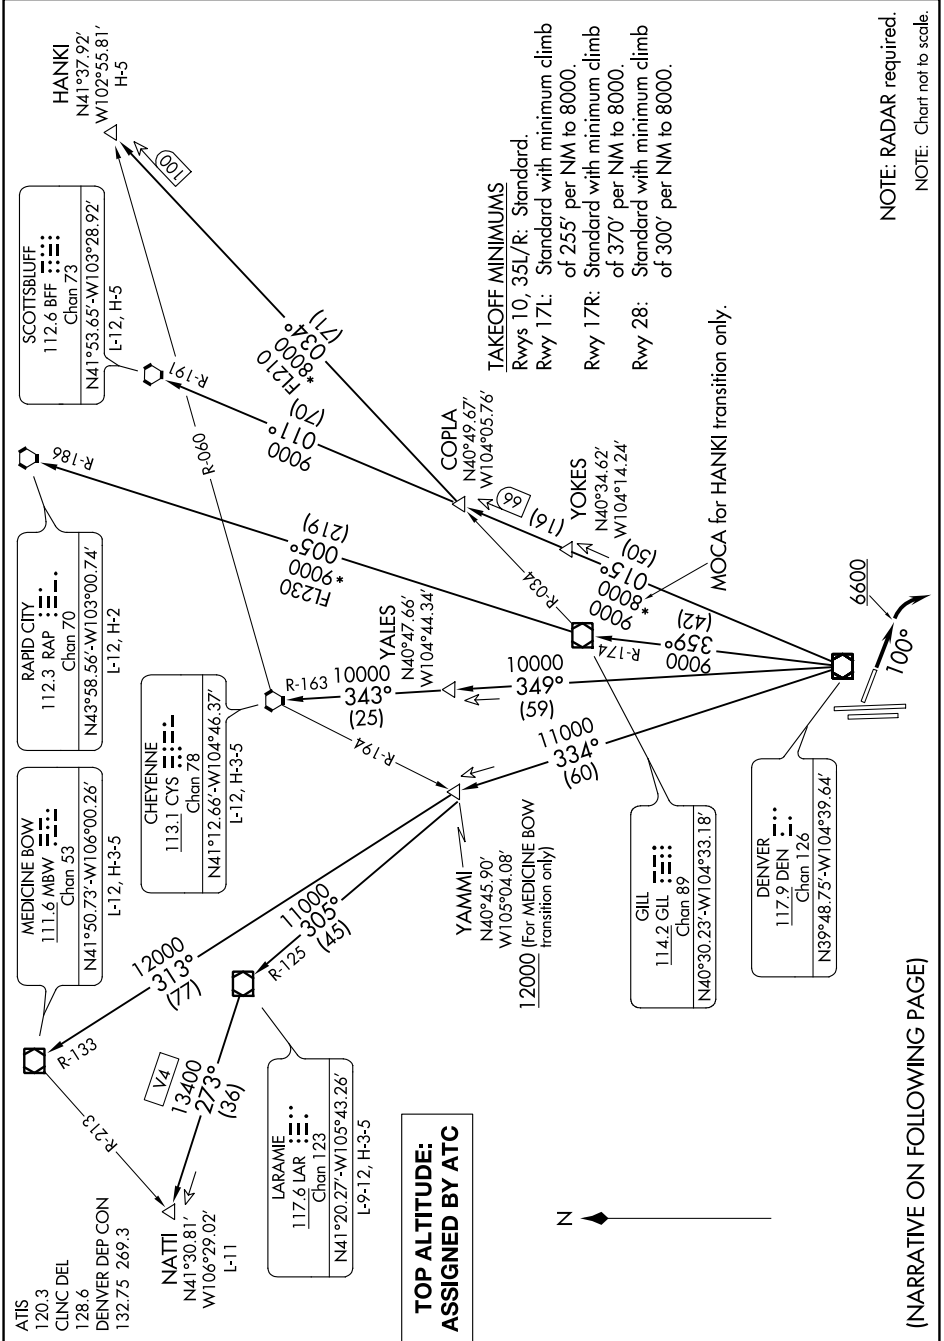 ATIS
120.3
CLNC DEL
128.6
DENVER DEP CON
132.75 269.3
MEDICINE BOW
111.6 MBW
Chan 53
N41°50.73'-W106°00.26'
L-12, H-3-5
RAPID CITY
112.3 RAP
Chan 70
N43°58.56'-W103°00.74'
L-12, H-2
SCOTTSBLUFF
112.6 BFF
Chan 73
N41°53.65'-W103°28.92'
L-12, H-5
HANKI
N41°37.92'
W102°55.81'
H-5
CHEYENNE
113.1 CYS
Chan 78
N41°12.66'-W104°46.37'
L-12, H-3-5
NATTI
N41°30.81'
W106°29.02'
L-11
R-213
R-133
V4
13400
273°
(36)
12000
313°
(77)
R-125
11000
305°
(45)
LARAMIE
117.6 LAR
Chan 123
N41°20.27'-W105°43.26'
L-9-12, H-3-5
R-194
R-163
10000
343°
(25)
YALES
N40°47.66'
W104°44.34'
R-060
R-186
FL230
*9000
005°
(219)
R-191
9000
011°
(70)
FL210
*8000
034°
(71)
100
YAMMI
N40°45.90'
W105°04.08'
12000 (For MEDICINE BOW
transition only)
11000
334°
(60)
10000
349°
(59)
R-174
9000
359°
(42)
R-034
COPLA
N40°49.67'
W104°05.76'
66
(16)
YOKES
N40°34.62'
W104°14.24'
9000
*8000
015°
(50)
MOCA for HANKI transition only.
TAKEOFF MINIMUMS
Rwys 10, 35L/R: Standard.
Rwy 17L: Standard with minimum climb
of 255' per NM to 8000.
Rwy 17R: Standard with minimum climb
of 370' per NM to 8000.
Rwy 28: Standard with minimum climb
of 300' per NM to 8000.
GILL
114.2 GLL
Chan 89
N40°30.23'-W104°33.18'
DENVER
117.9 DEN
Chan 126
N39°48.75'-W104°39.64'
6600
100°
TOP ALTITUDE:
ASSIGNED BY ATC
N
NOTE: RADAR required.
NOTE: Chart not to scale.
(NARRATIVE ON FOLLOWING PAGE)